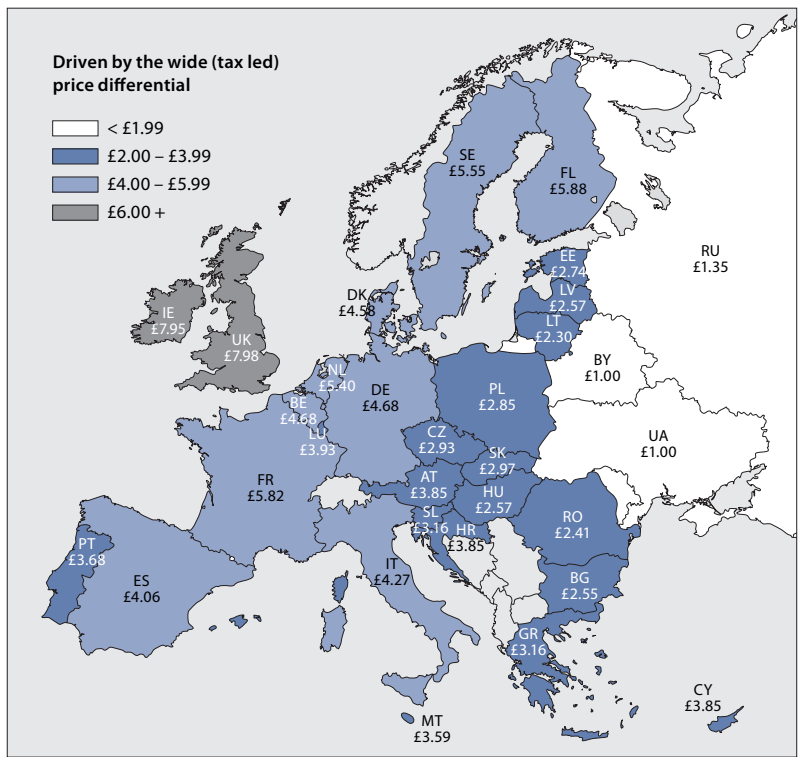 Driven by the wide (tax led)
price differential
< £1.99
£2.00 – £3.99
£4.00 – £5.99
£6.00 +
SE
£5.55
FL
£5.88
RU
£1.35
EE
£2.74
LV
£2.57
LT
£2.30
DK
£4.58
IE
£7.95
UK
£7.98
BY
£1.00
NL
£5.40
DE
£4.68
PL
£2.85
BE
£4.68
LU
£3.93
CZ
£2.93
UA
£1.00
SK
£2.97
FR
£5.82
AT
£3.85
HU
£2.57
SL
£3.16
HR
£3.85
RO
£2.41
PT
£3.68
ES
£4.06
IT
£4.27
BG
£2.55
GR
£3.16
CY
£3.85
MT
£3.59